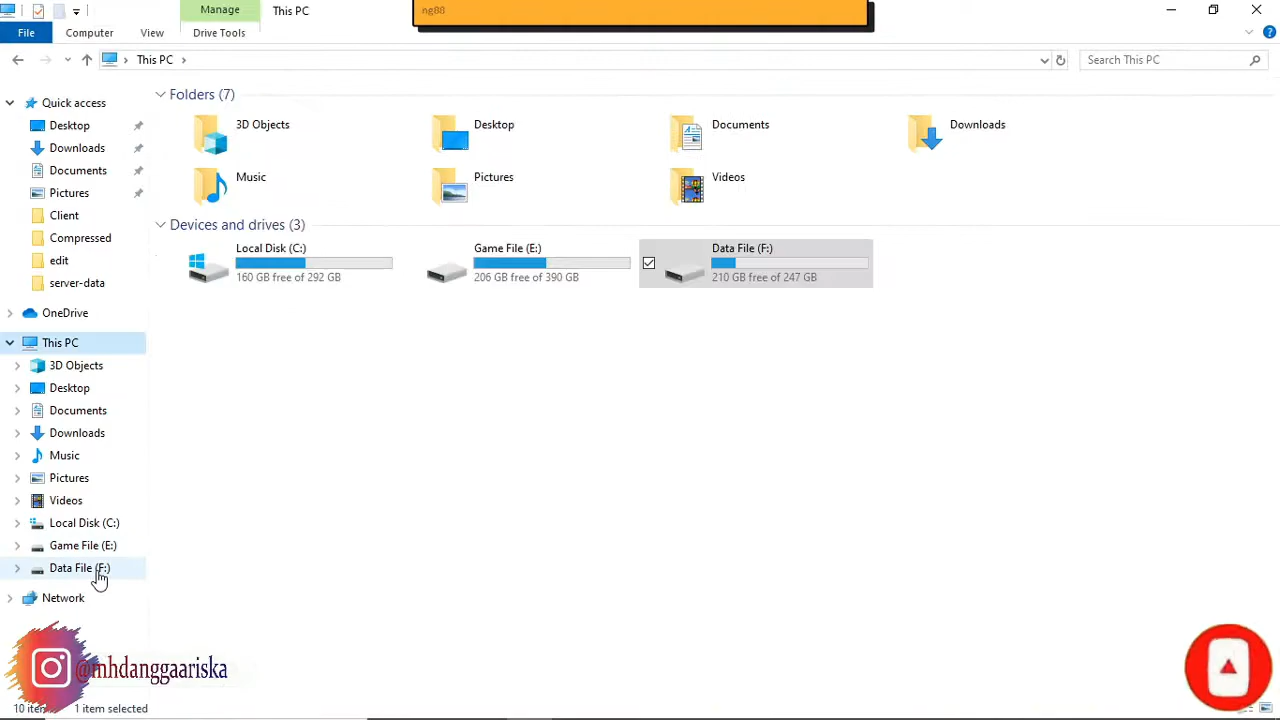 Manage
This PC
ng88
File
Computer
View
Drive Tools
This PC
Search This PC
Quick access
Desktop
Downloads
Documents
Pictures
Client
Compressed
edit
server-data
OneDrive
This PC
3D Objects
Desktop
Documents
Downloads
Music
Pictures
Videos
Local Disk (C:)
Game File (E:)
Data File (F:)
Network
Folders (7)
3D Objects
Desktop
Documents
Downloads
Music
Pictures
Videos
Devices and drives (3)
Local Disk (C:)
160 GB free of 292 GB
Game File (E:)
206 GB free of 390 GB
Data File (F:)
210 GB free of 247 GB
@mhdanggaariska
1 item selected